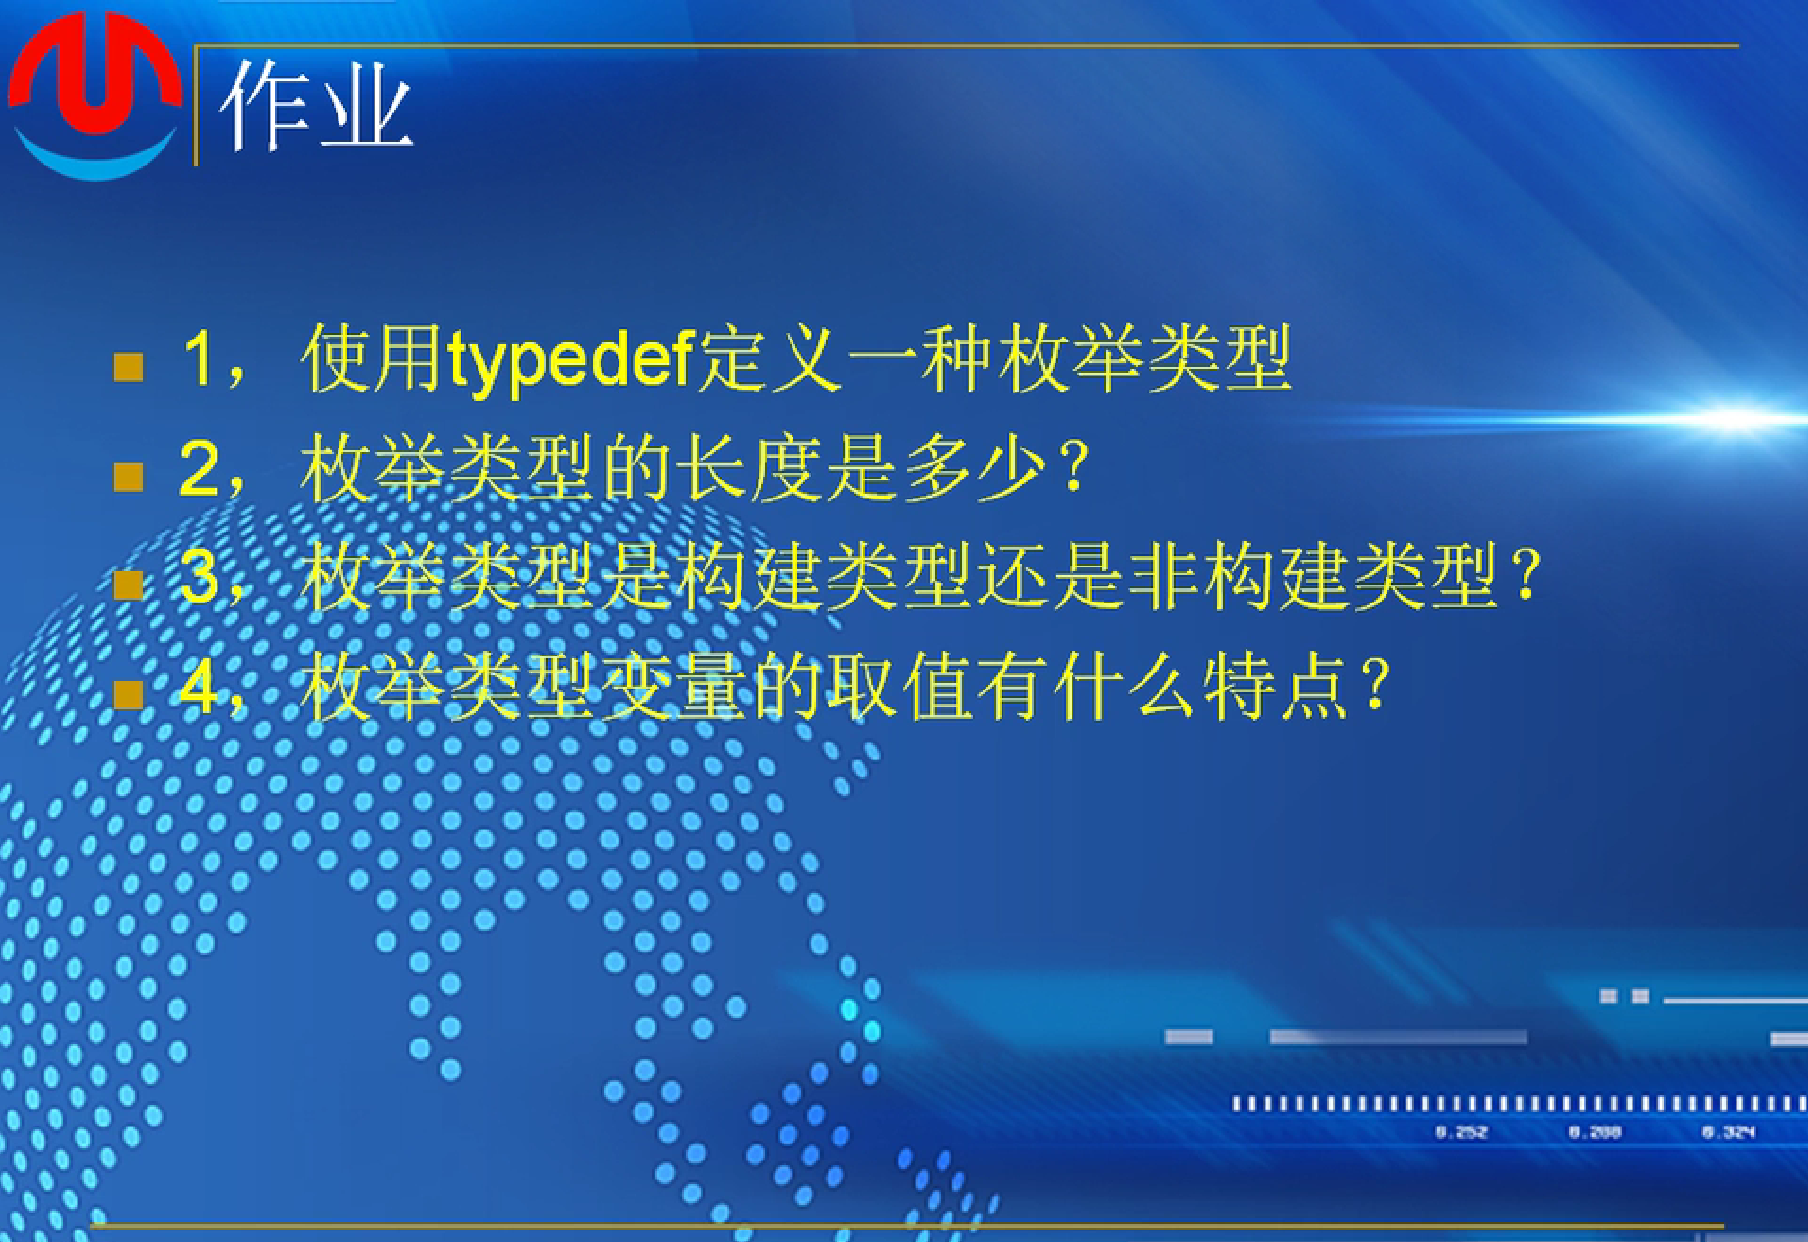 作业
1，使用typedef定义一种枚举类型
2，枚举类型的长度是多少？
3，枚举类型是构建类型还是非构建类型？
4，枚举类型变量的取值有什么特点？
0.252 0.288 0.324